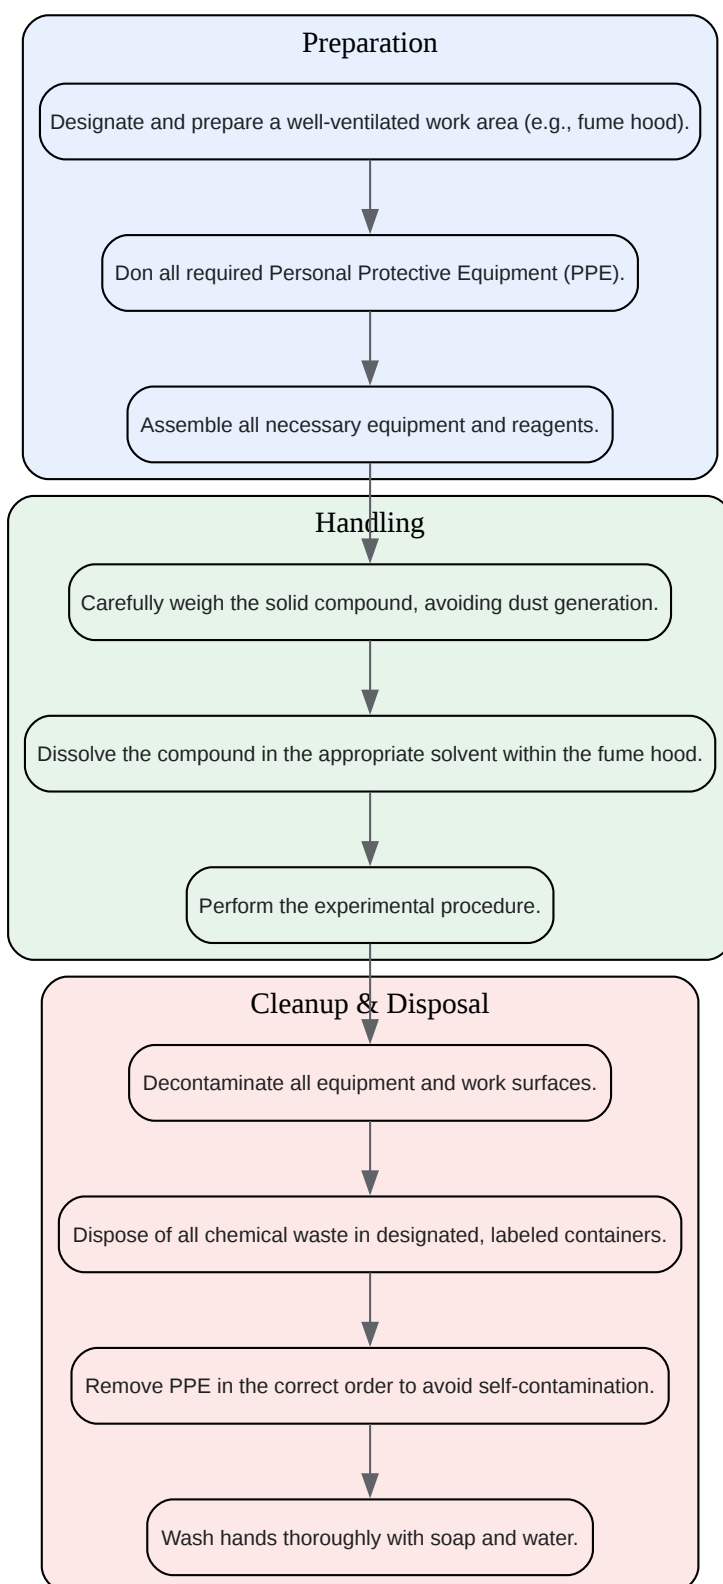 Preparation
Designate and prepare a well-ventilated work area (e.g., fume hood).
Don all required Personal Protective Equipment (PPE).
Assemble all necessary equipment and reagents.
Handling
Carefully weigh the solid compound, avoiding dust generation.
Dissolve the compound in the appropriate solvent within the fume hood.
Perform the experimental procedure.
Cleanup & Disposal
Decontaminate all equipment and work surfaces.
Dispose of all chemical waste in designated, labeled containers.
Remove PPE in the correct order to avoid self-contamination.
Wash hands thoroughly with soap and water.